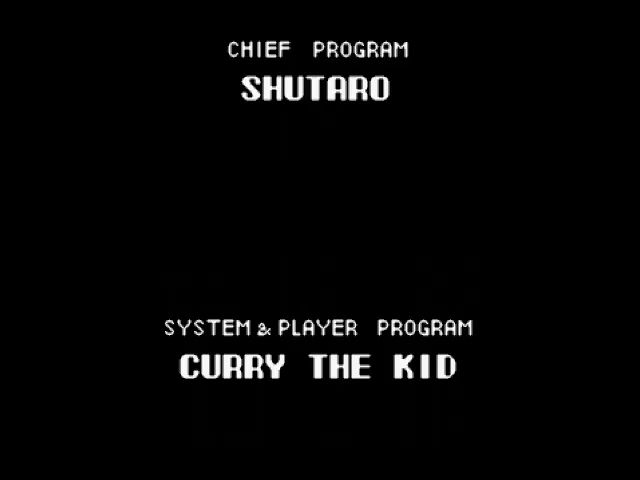 CHIEF PROGRAM
SHUTARO
SYSTEM & PLAYER PROGRAM
CURRY THE KID